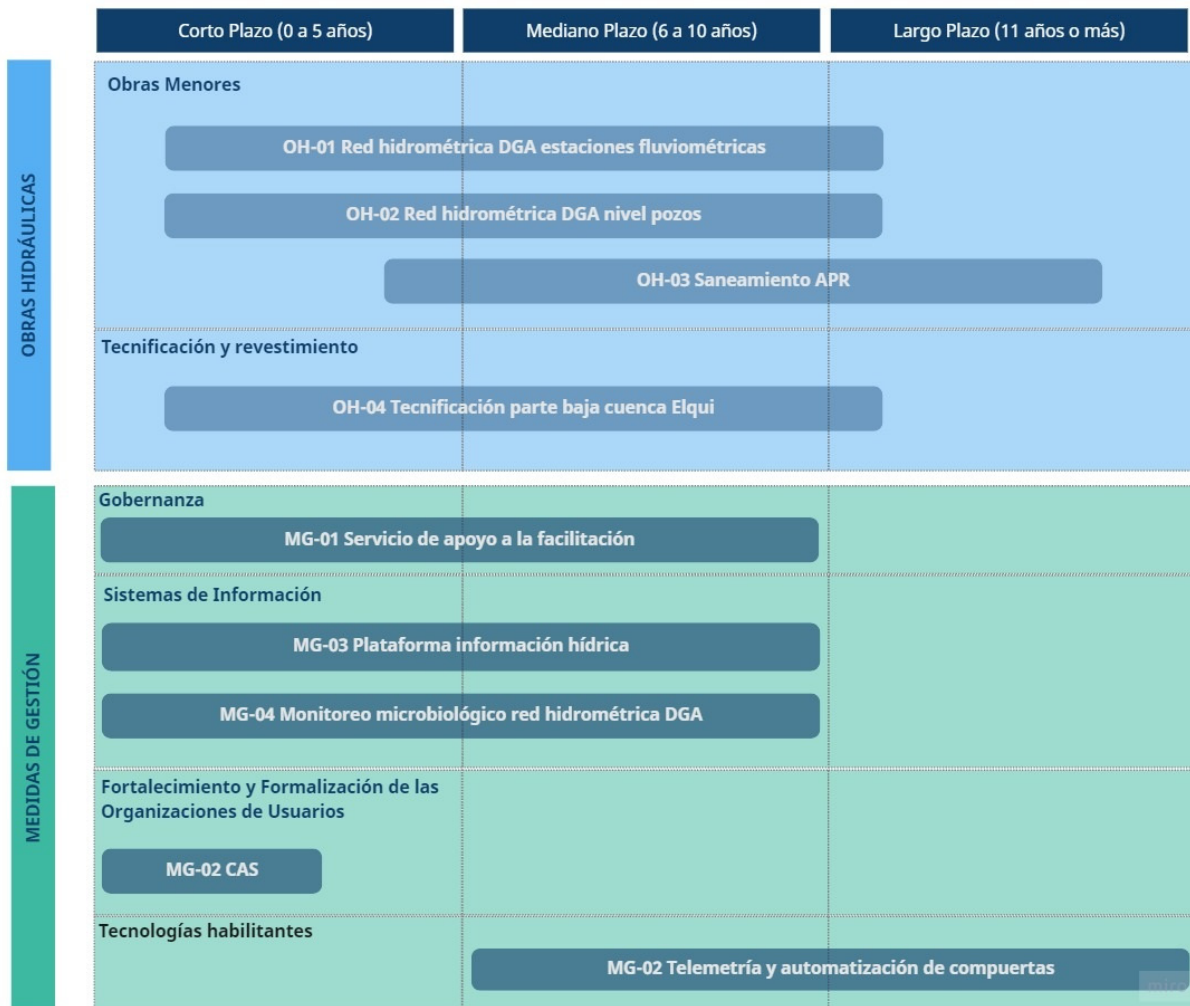 Corto Plazo (0 a 5 años)
Mediano Plazo (6 a 10 años)
Largo Plazo (11 años o más)
OBRAS HIDRÁULICAS
Obras Menores
OH-01 Red hidrométrica DGA estaciones fluviométricas
OH-02 Red hidrométrica DGA nivel pozos
OH-03 Saneamiento APR
Tecnificación y revestimiento
OH-04 Tecnificación parte baja cuenca Elqui
MEDIDAS DE GESTIÓN
Gobernanza
MG-01 Servicio de apoyo a la facilitación
Sistemas de Información
MG-03 Plataforma información hídrica
MG-04 Monitoreo microbiológico red hidrométrica DGA
Fortalecimiento y Formalización de las
Organizaciones de Usuarios
MG-02 CAS
Tecnologías habilitantes
MG-02 Telemetría y automatización de compuertas
miro